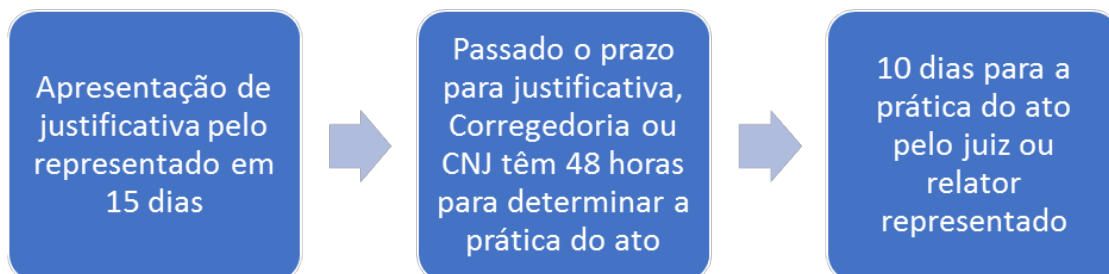 Apresentação de
justificativa pelo
representado em
15 dias
Passado o prazo
para justificativa,
Corregedoria ou
CNJ têm 48 horas
para determinar a
prática do ato
10 dias para a
prática do ato
pelo juiz ou
relator
representado